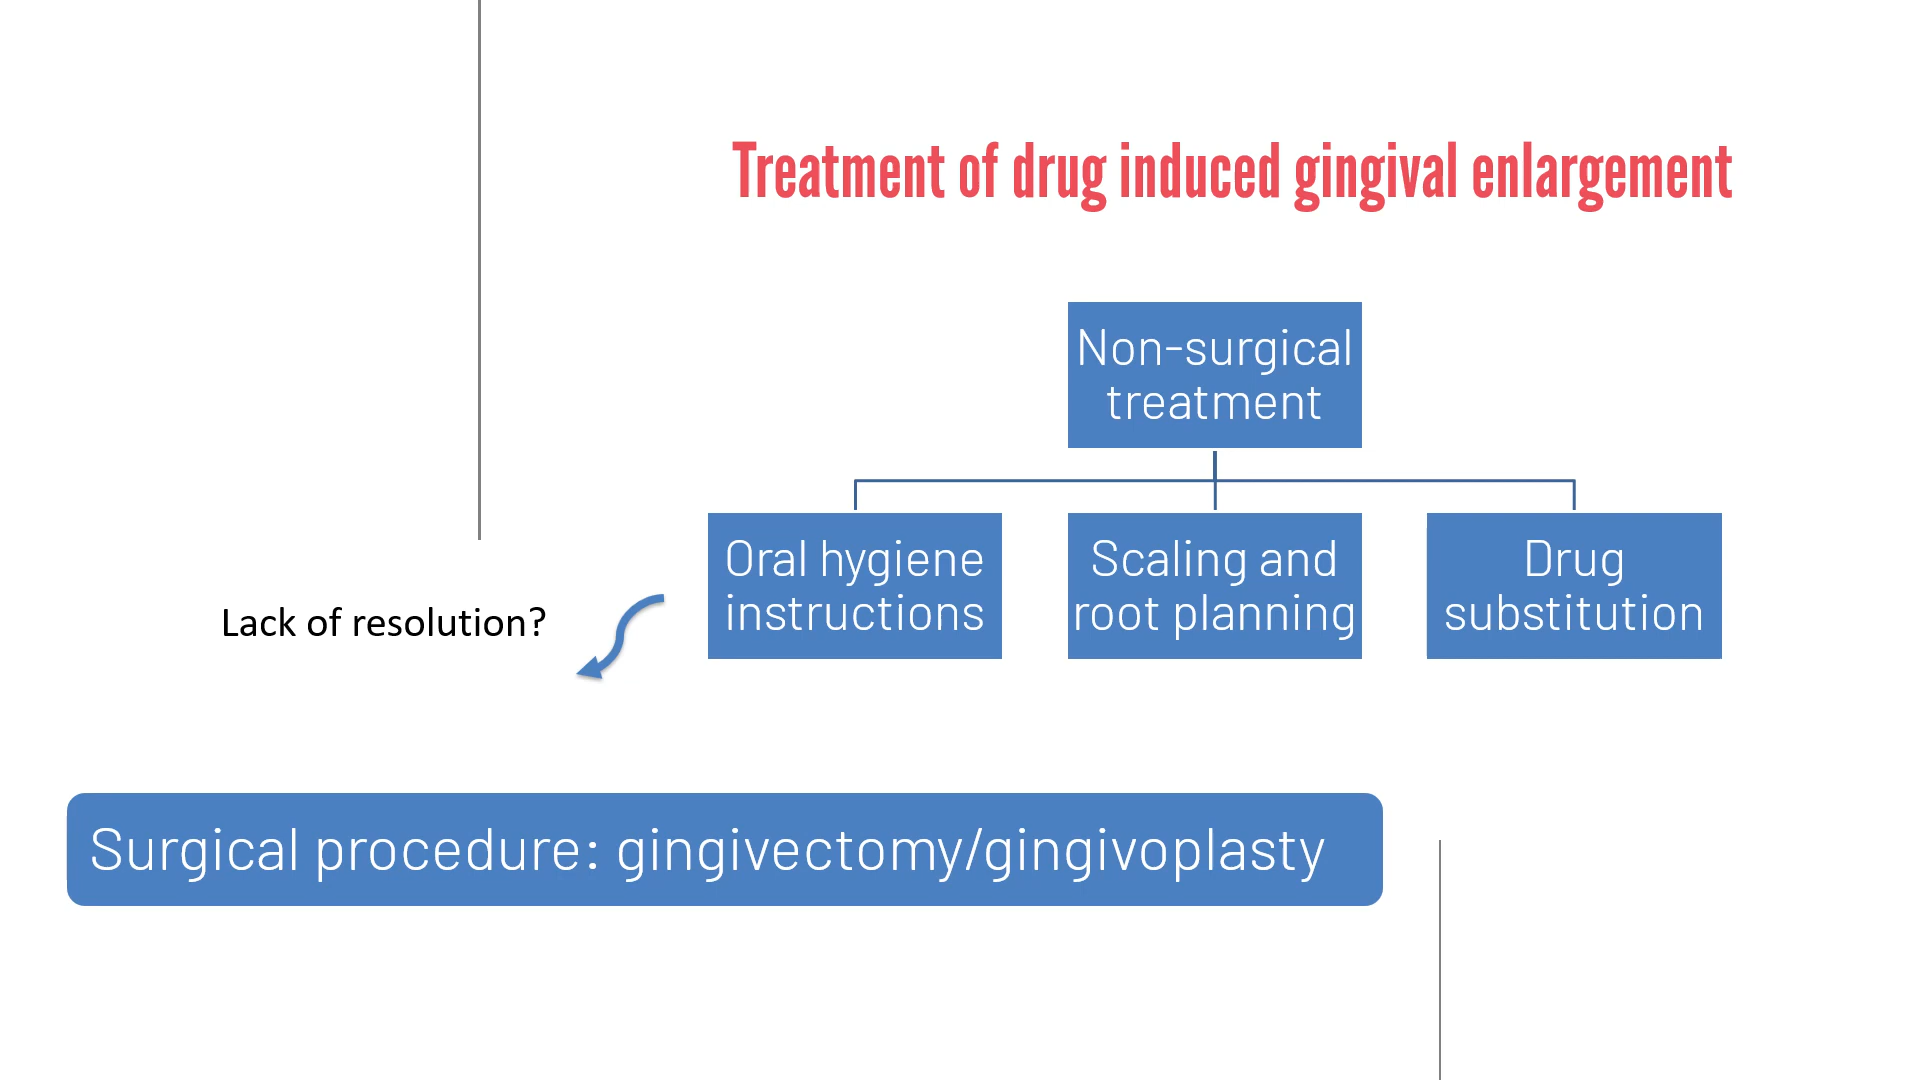 Treatment of drug induced gingival enlargement
Non-surgical
treatment
Oral hygiene
instructions
Scaling and
root planning
Drug
substitution
Lack of resolution?
Surgical procedure: gingivectomy/gingivoplasty